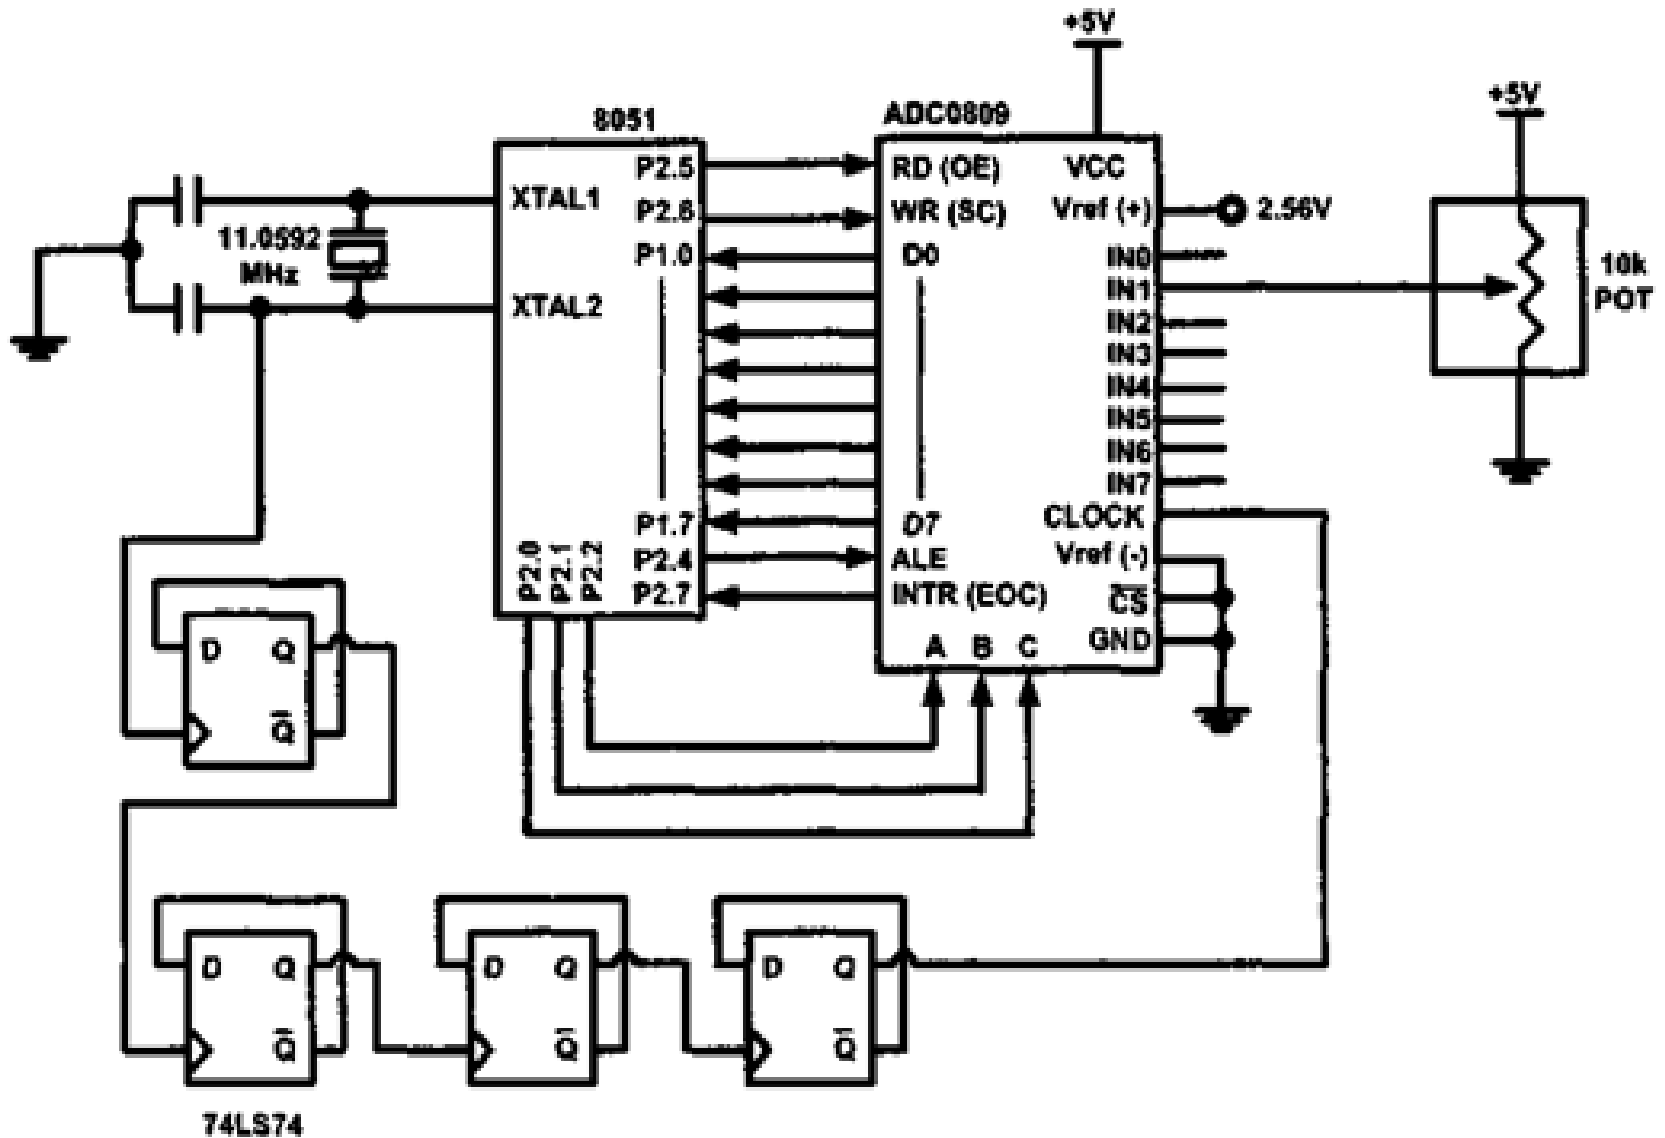 +5V
+5V
8051
ADC0809
XTAL1
XTAL2
11.0592
MHz
P2.5
P2.6
P1.0
P1.7
P2.4
P2.7
P2.0
P2.1
P2.2
RD (OE)
WR (SC)
D0
D7
ALE
INTR (EOC)
A B C
VCC
Vref (+)
2.56V
IN0
IN1
IN2
IN3
IN4
IN5
IN6
IN7
CLOCK
Vref (-)
C̅S̅
GND
10k
POT
D Q
Q̅
D Q
Q̅
D Q
Q̅
D Q
Q̅
74LS74